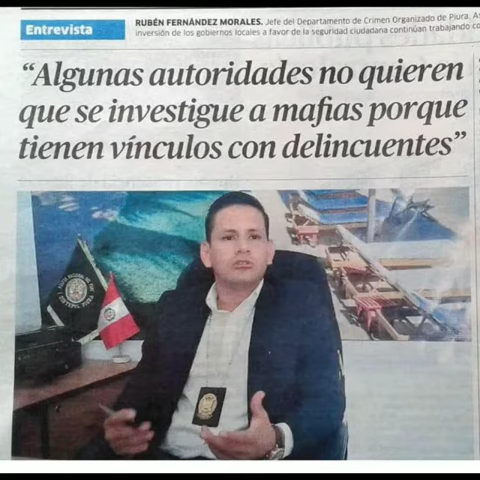 Entrevista
RUBÉN FERNÁNDEZ MORALES. Jefe del Departamento de Crimen Organizado de Piura.
inversión de los gobiernos locales a favor de la seguridad ciudadana continúan trabajando
“Algunas autoridades no quieren
que se investigue a mafias porque
tienen vínculos con delincuentes”